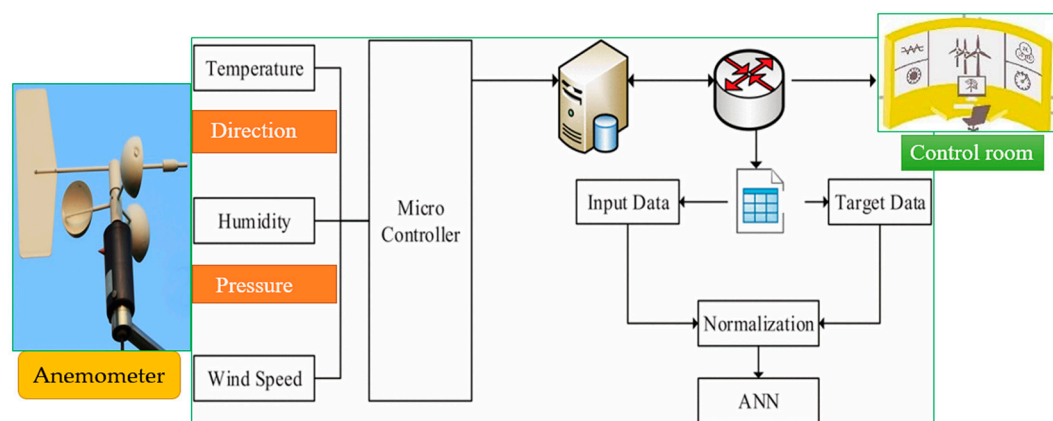 Temperature
Direction
Humidity
Pressure
Wind Speed
Anemometer
Micro
Controller
Control room
Input Data
Target Data
Normalization
ANN